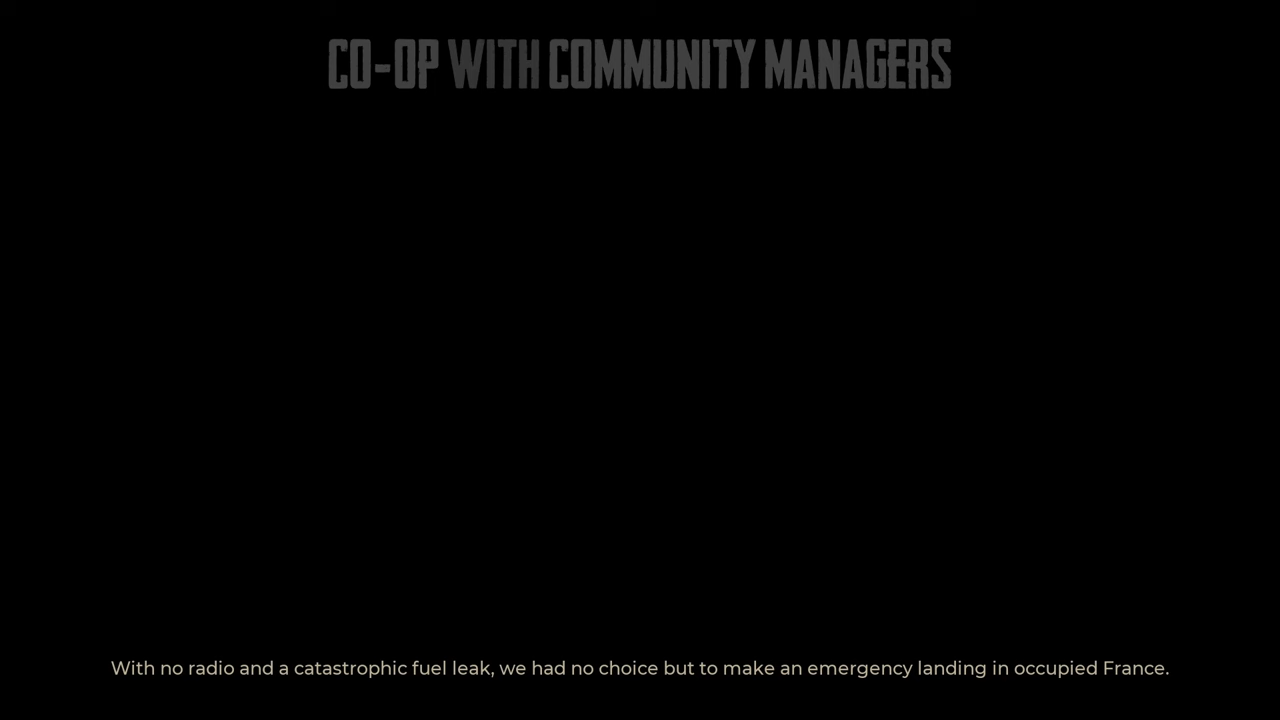 CO-OP WITH COMMUNITY MANAGERS
With no radio and a catastrophic fuel leak, we had no choice but to make an emergency landing in occupied France.